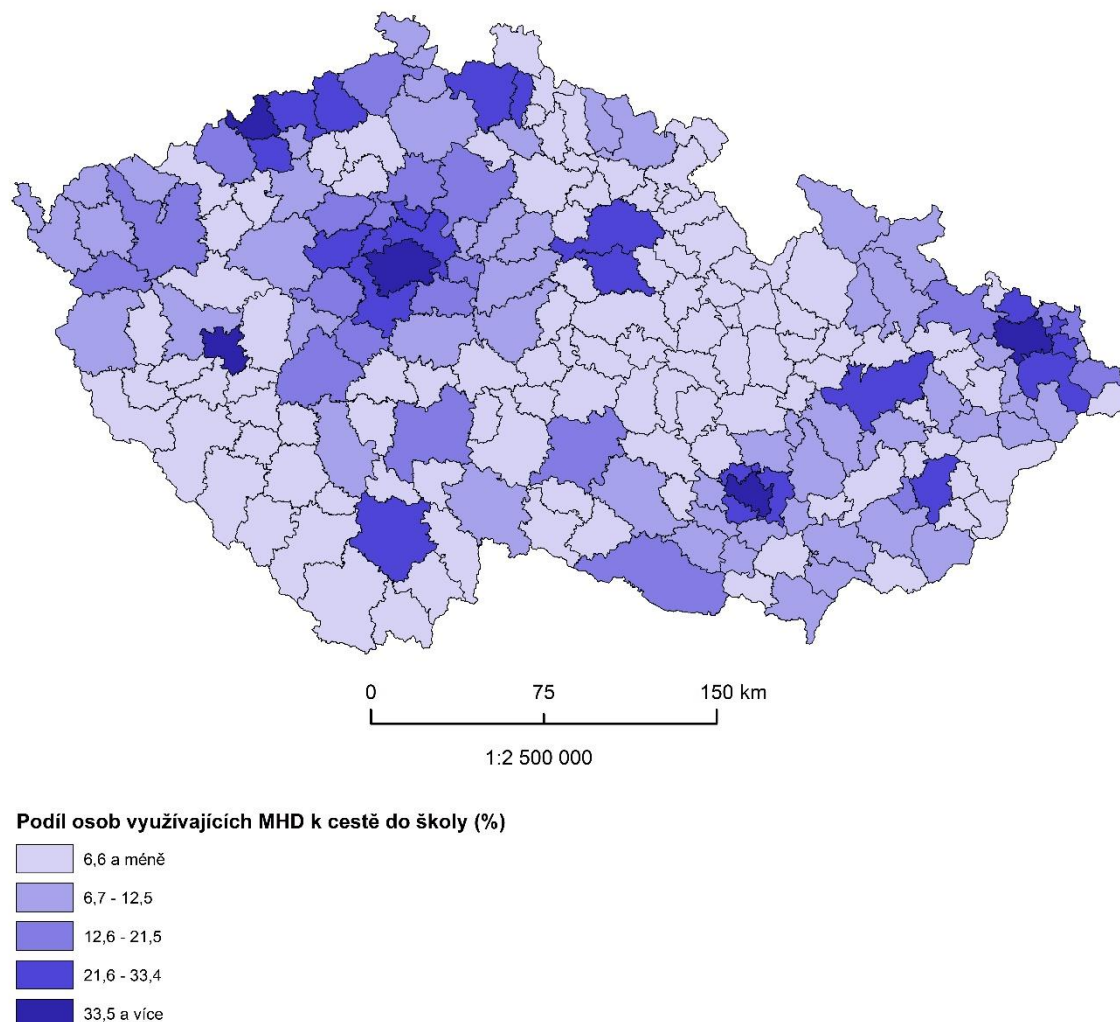 0 75 150 km
1:2 500 000
Podíl osob využívajících MHD k cestě do školy (%)
6,6 a méně
6,7 - 12,5
12,6 - 21,5
21,6 - 33,4
33,5 a více